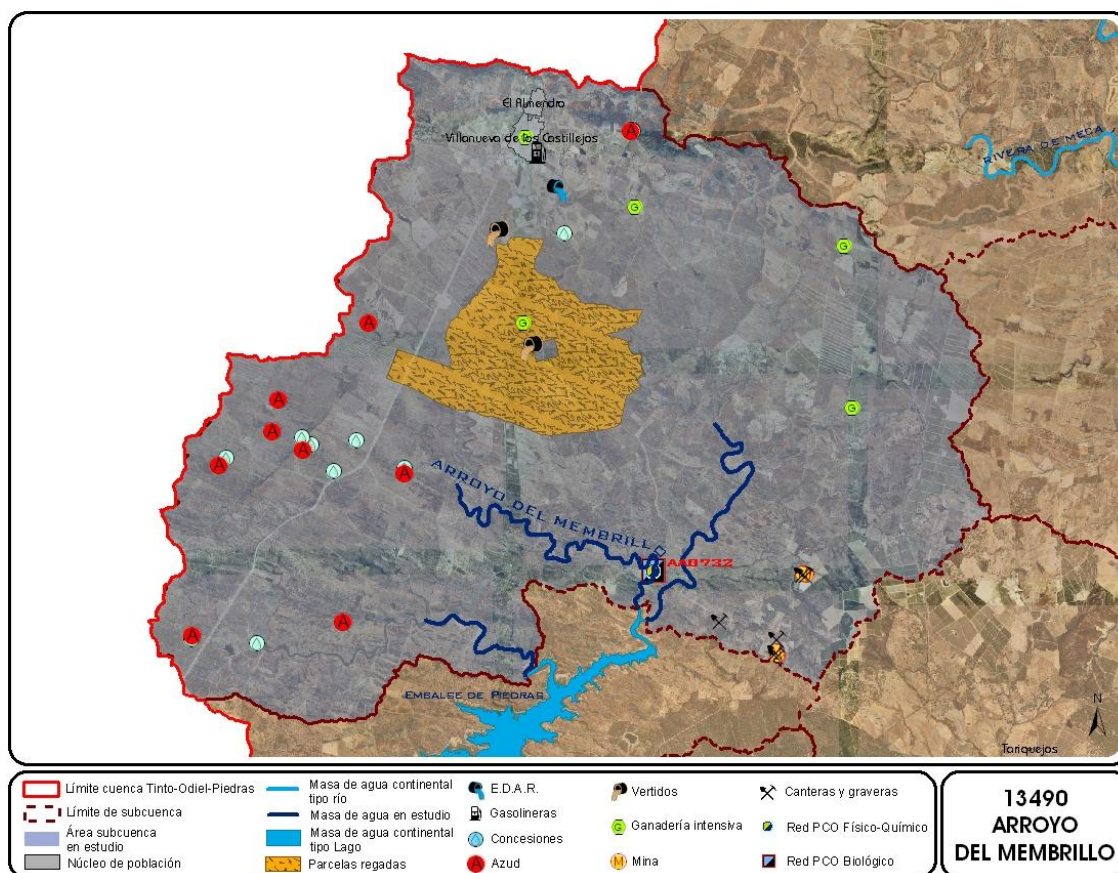 El Almendro
Villanueva de los Castillejos
RIVERA DE MECA
ARROYO DEL MEMBRILLO
AA0732
EMBALSE DE PIEDRAS
N
Tariquejos
Límite cuenca Tinto-Odiel-Piedras
Límite de subcuenca
Área subcuenca
en estudio
Núcleo de población
Masa de agua continental
tipo río
Masa de agua en estudio
Masa de agua continental
tipo Lago
Parcelas regadas
E.D.A.R.
Gasolineras
Concesiones
A
Azud
Vertidos
G
Ganadería intensiva
M
Mina
Canteras y graveras
Red PCO Físico-Químico
Red PCO Biológico
13490
ARROYO
DEL MEMBRILLO